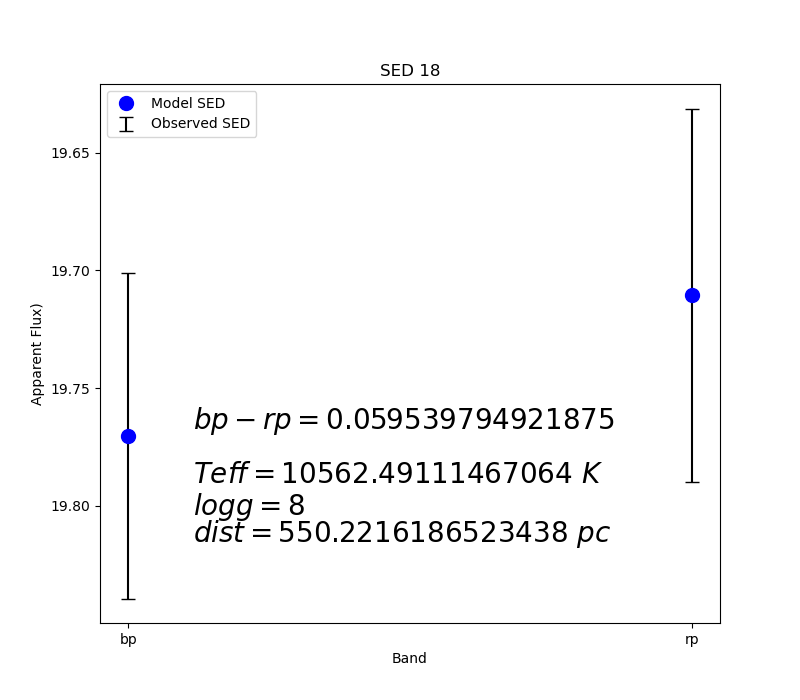 SED 18
Model SED
Observed SED
19.65
19.70
19.75
19.80
Apparent Flux)
bp − rp = 0.059539794921875
Teff = 10562.49111467064 K
logg = 8
dist = 550.2216186523438 pc
bp
rp
Band